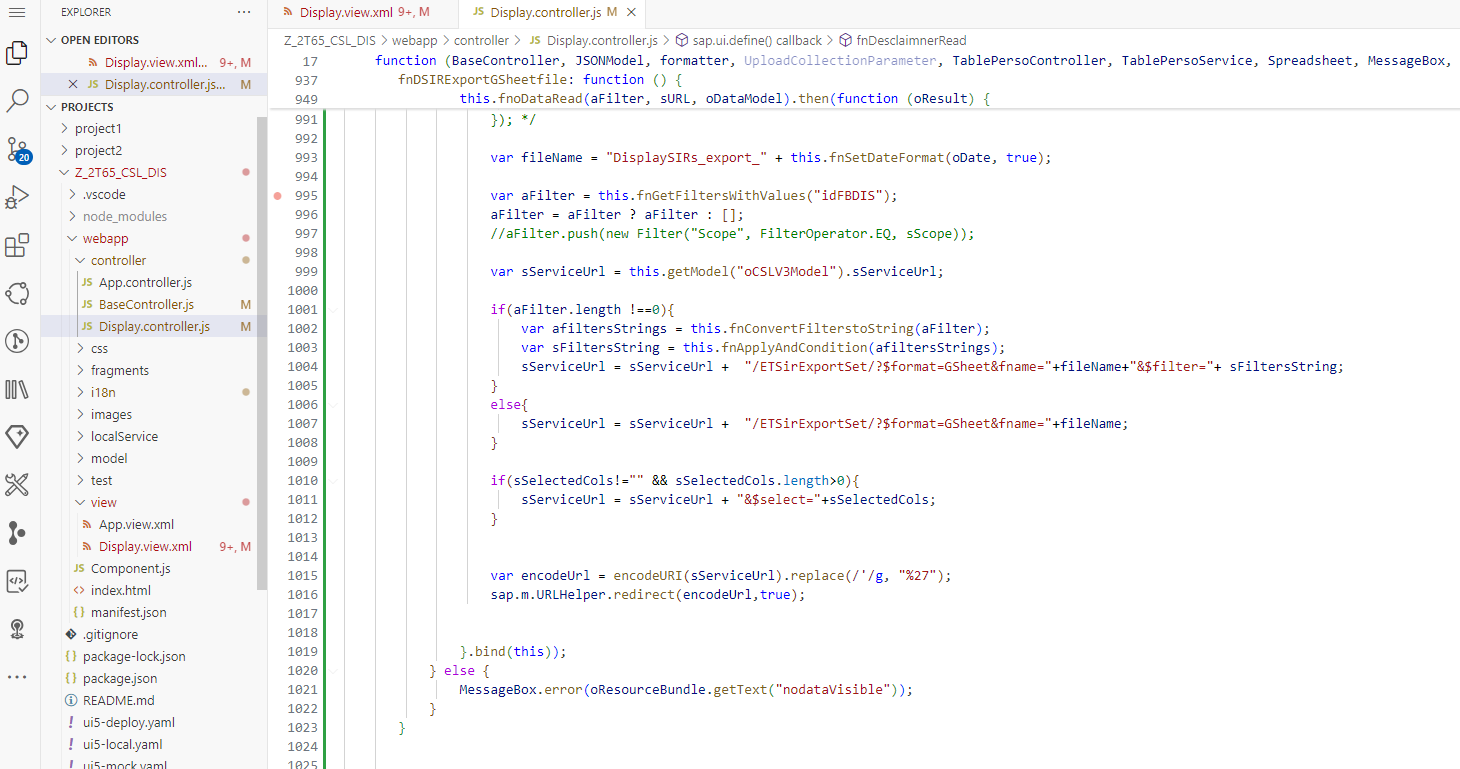 EXPLORER
OPEN EDITORS
Display.view.xml... 9+, M
JS Display.controller.js... M
PROJECTS
project1
project2
Z_2T65_CSL_DIS
.vscode
node_modules
webapp
controller
JS App.controller.js
JS BaseController.js M
JS Display.controller.js M
css
fragments
i18n
images
localService
model
test
view
App.view.xml
Display.view.xml 9+, M
JS Component.js
<> index.html
{} manifest.json
.gitignore
{} package-lock.json
{} package.json
README.md
! ui5-deploy.yaml
! ui5-local.yaml
! ui5-mock.yaml
20
Display.view.xml 9+, M
JS Display.controller.js M
Z_2T65_CSL_DIS > webapp > controller > JS Display.controller.js > sap.ui.define() callback > fnDesclaimnerRead
17 function (BaseController, JSONModel, formatter, UploadCollectionParameter, TablePersoController, TablePersoService, Spreadsheet, MessageBox,
937 fnDSIRExportGSheetfile: function () {
949 this.fnoDataRead(aFilter, sURL, oDataModel).then(function (oResult) {
991 }); */
992
993 var fileName = "DisplaySIRs_export_" + this.fnSetDateFormat(oDate, true);
994
995 var aFilter = this.fnGetFiltersWithValues("idFBDIS");
996 aFilter = aFilter ? aFilter : [];
997 //aFilter.push(new Filter("Scope", FilterOperator.EQ, sScope));
998
999 var sServiceUrl = this.getModel("oCSLV3Model").sServiceUrl;
1000
1001 if(aFilter.length !==0){
1002 var afiltersStrings = this.fnConvertFilterstoString(aFilter);
1003 var sFiltersString = this.fnApplyAndCondition(afiltersStrings);
1004 sServiceUrl = sServiceUrl + "/ETSirExportSet/?$format=GSheet&fname="+fileName+"&$filter="+ sFiltersString;
1005 }
1006 else{
1007 sServiceUrl = sServiceUrl + "/ETSirExportSet/?$format=GSheet&fname="+fileName;
1008 }
1009
1010 if(sSelectedCols!="" && sSelectedCols.length>0){
1011 sServiceUrl = sServiceUrl + "&$select="+sSelectedCols;
1012 }
1013
1014
1015 var encodeUrl = encodeURI(sServiceUrl).replace(/'/g, "%27");
1016 sap.m.URLHelper.redirect(encodeUrl,true);
1017
1018
1019 }.bind(this));
1020 } else {
1021 MessageBox.error(oResourceBundle.getText("nodataVisible"));
1022 }
1023 }
1024
1025